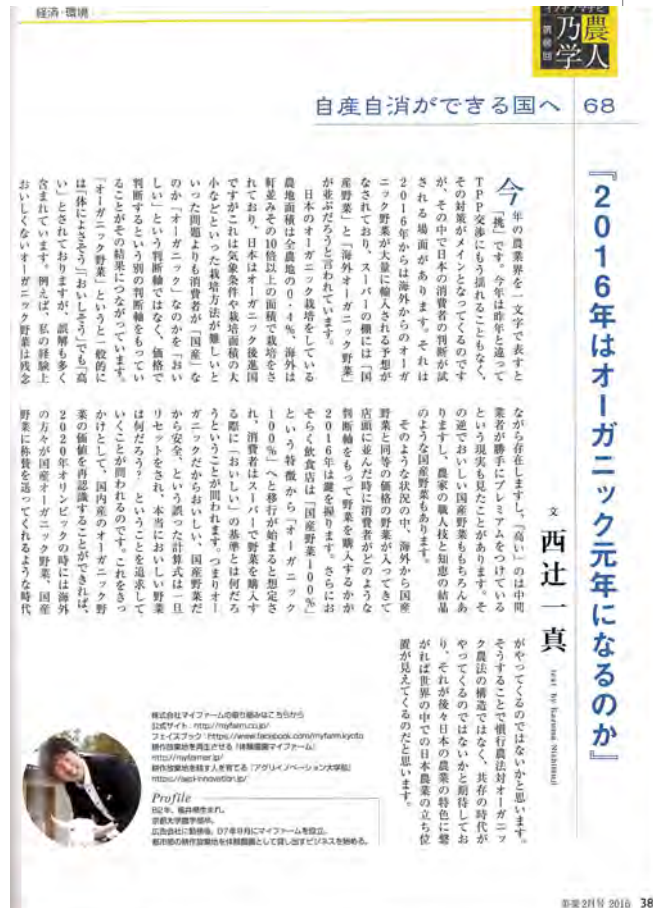 経済・環境
農人
乃学
自産自消ができる国へ 68
『2016年はオーガニック元年になるのか』
文 西辻一真
text by Kazuma Nishitsuji
今年の農業界を一文字で表すと
「挑」です。今年は昨年と違って
TPP交渉にもう揺れることもなく、
その対策がメインとなってくるのです
が、その中で日本の消費者の判断が試
される場面があります。それは
2016年からは海外からのオーガ
ニック野菜が大量に輸入される予想が
なされており、スーパーの棚には「国
産野菜」と「海外オーガニック野菜」
が並ぶだろうと言われています。
日本のオーガニック栽培をしている
農地面積は全農地の0・4%、海外は
軒並みその10倍以上の面積で栽培をさ
れており、日本はオーガニック後進国
ですがこれは気象条件や栽培面積の大
小などといった栽培方法が難しいと
いった問題よりも消費者が「国産」な
のか「オーガニック」なのかを「おい
しい」という判断軸ではなく、価格で
判断するという別の判断軸をもってい
ることがその結果につながっています。
「オーガニック野菜」というと一般的に
は「体によさそう」「おいしそう」でも「高
い」とされておりますが、誤解も多く
含まれています。例えば、私の経験上
おいしくないオーガニック野菜は残念
ながら存在しますし、「高い」のは中間
業者が勝手にプレミアムをつけている
という現実も見たことがあります。そ
の逆でおいしい国産野菜ももちろんあ
りますし、農家の職人技と知恵の結晶
のような国産野菜もあります。
そのような状況の中、海外から国産
野菜と同等の価格の野菜が入ってきて
店頭に並んだ時に消費者がどのような
判断軸をもって野菜を購入するかが
2016年は鍵を握ります。さらにお
そらく飲食店は「国産野菜100%」
という特徴から「オーガニック
100%」へと移行が始まると想定さ
れ、消費者はスーパーで野菜を購入す
る際に「おいしい」の基準とは何だろ
うということが問われます。つまりオー
ガニックだからおいしい、国産野菜だ
から安全、という誤った計算式は一旦
リセットをされ、本当においしい野菜
は何だろう？ ということを追求して
いくことが問われるのです。これをきっ
かけとして、国内産のオーガニック野
菜の価値を再認識することができれば、
2020年オリンピックの時には海外
の方々が国産オーガニック野菜、国産
野菜に称賛を送ってくれるような時代
がやってくるのではないかと思います。
そうすることで慣行農法対オーガニッ
ク農法の構造ではなく、共存の時代が
やってくるのではないかと期待してお
り、それが後々日本の農業の特色に繋
がれば世界の中での日本農業の立ち位
置が見えてくるのだと思います。
株式会社マイファームの取り組みはこちらから
公式サイト：http://myfarm.co.jp/
フェイスブック：https://www.facebook.com/myfarm.kyoto
耕作放棄地を再生させる「体験農園マイファーム」
http://myfarmer.jp/
耕作放棄地を耕す人を育てる「アグリイノベーション大学校」
https://agri-innovation.jp/
Profile
82年、福井県生まれ。
京都大学農学部卒。
広告会社に勤務後、07年9月にマイファームを設立。
都市部の耕作放棄地を体験農園として貸し出すビジネスを始める。
2月号 2016 38